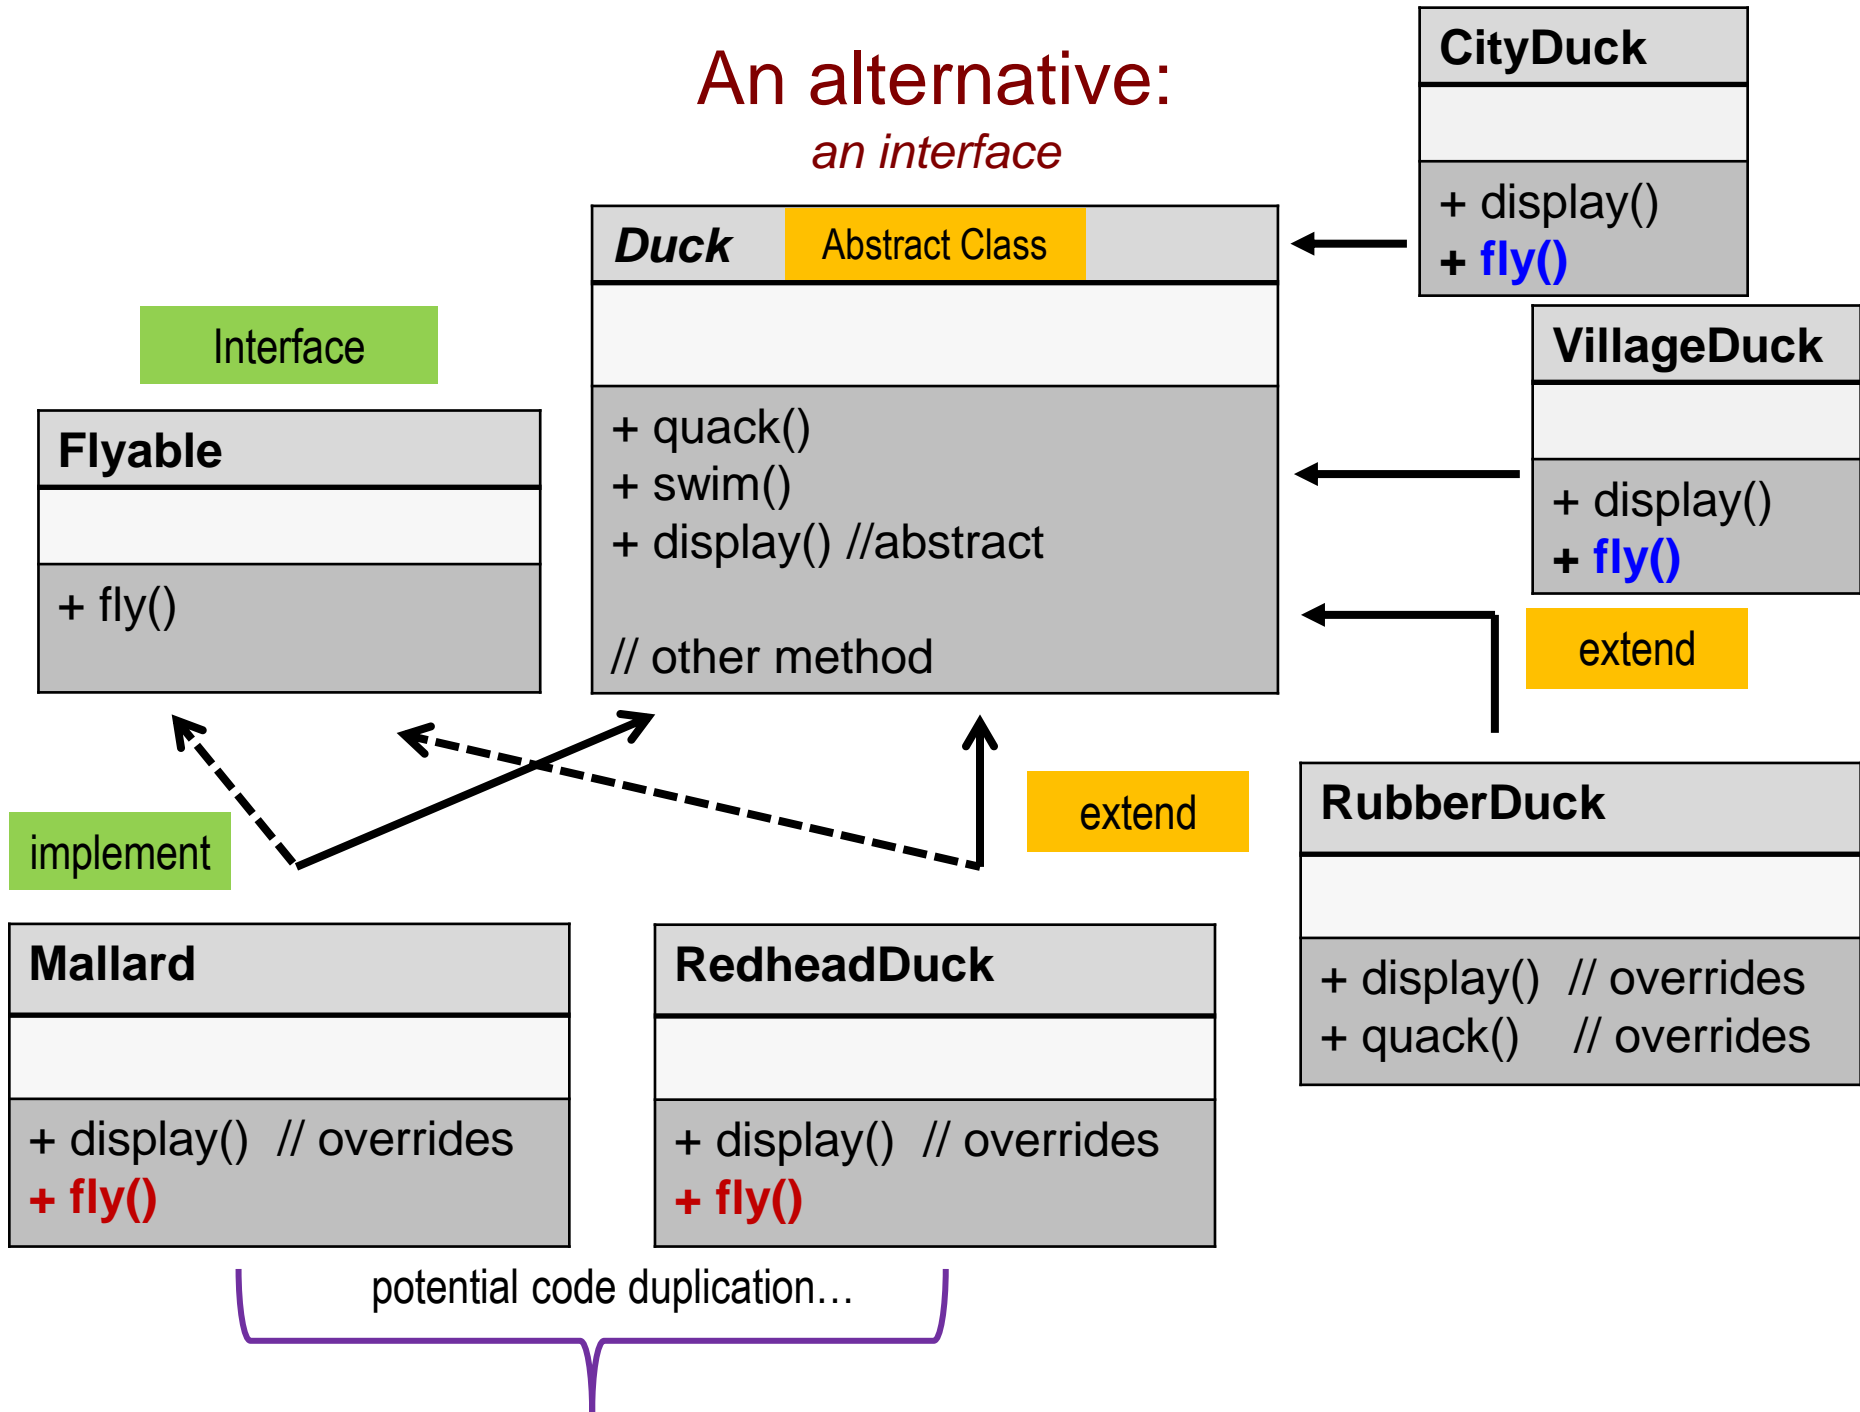 An alternative:
an interface
CityDuck
+ display()
+ fly()
Duck
Abstract Class
+ quack()
+ swim()
+ display() //abstract
// other method
Interface
Flyable
+ fly()
VillageDuck
+ display()
+ fly()
extend
implement
extend
RubberDuck
+ display() // overrides
+ quack() // overrides
Mallard
+ display() // overrides
+ fly()
RedheadDuck
+ display() // overrides
+ fly()
potential code duplication…